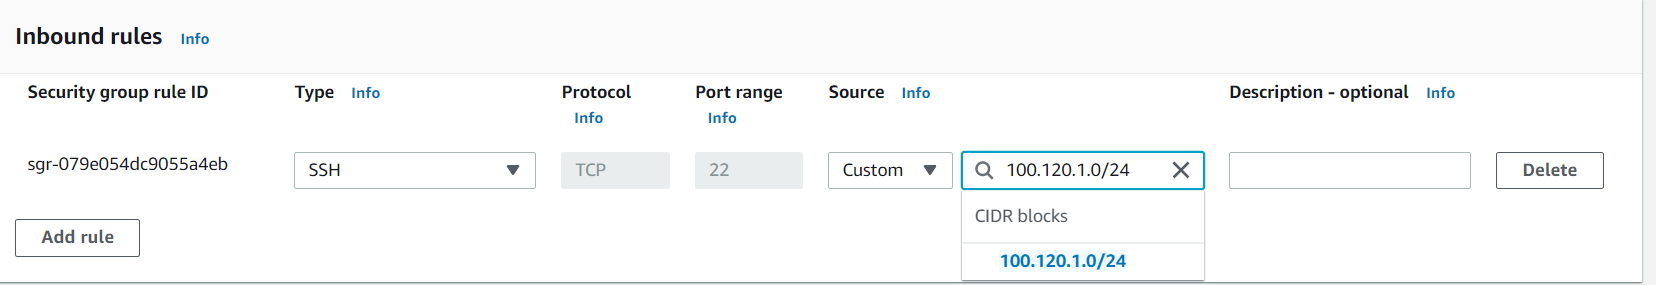 Inbound rules Info
Security group rule ID Type Info Protocol Info Port range Info Source Info Description - optional Info
sgr-079e054dc9055a4eb SSH TCP 22 Custom 100.120.1.0/24 Delete
CIDR blocks
Add rule
100.120.1.0/24